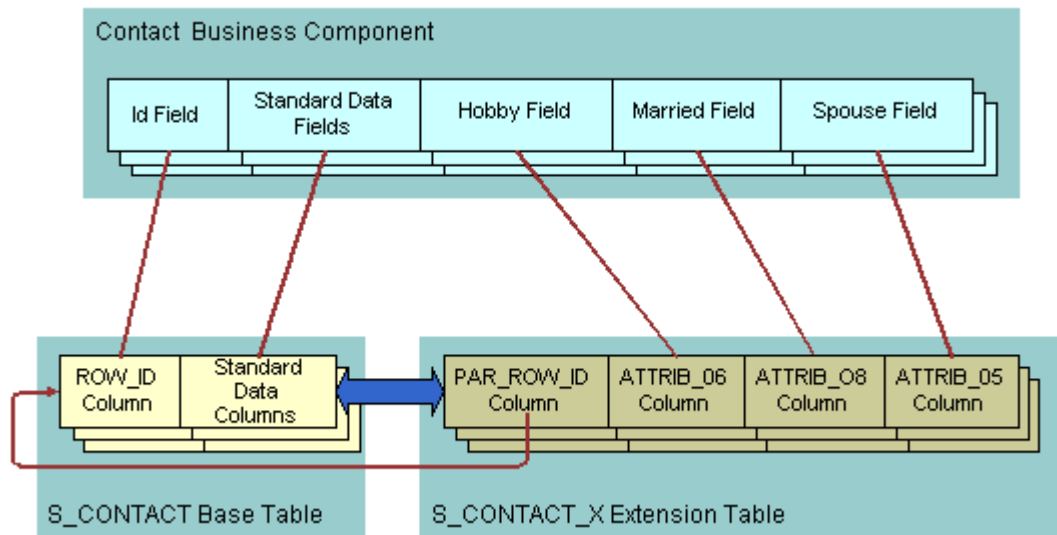 Contact Business Component
Id Field
Standard Data
Fields
Hobby Field
Married Field
Spouse Field
ROW_ID
Column
Standard
Data
Columns
PAR_ROW_ID
Column
ATTRIB_06
Column
ATTRIB_O8
Column
ATTRIB_05
Column
S_CONTACT Base Table
S_CONTACT_X Extension Table